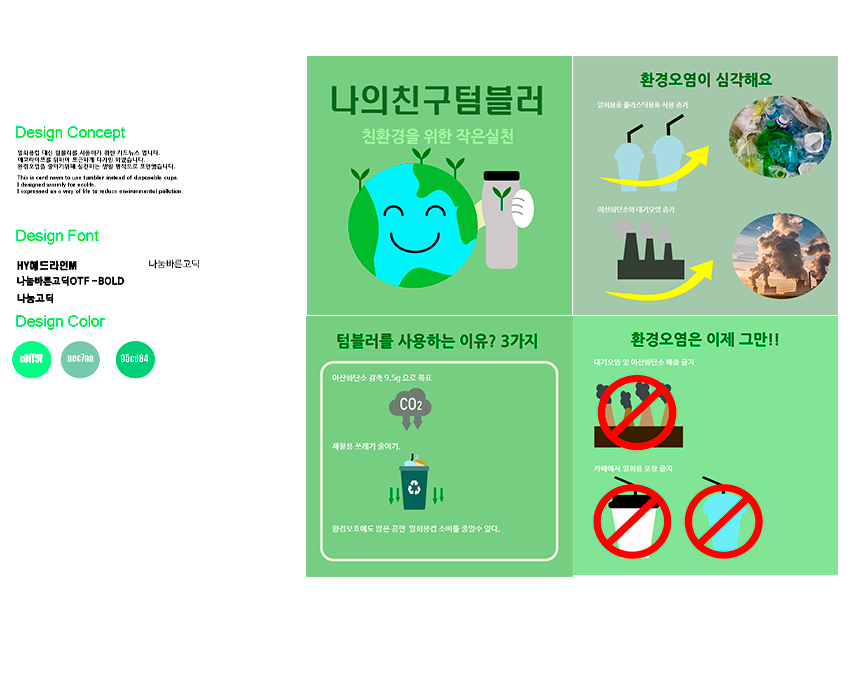 Design Concept
일회용컵 대신 텀블러를 사용하기 위한 카드뉴스 입니다.
에코라이프를 위하여 포근하게 디자인 하였습니다.
환경오염을 줄이기위해 실천하는 생활 방식으로 표현했습니다.
This is card news to use tumbler instead of disposable cups.
I designed warmly for ecolife.
I expressed as a way of life to reduce environmental pollution.
Design Font
HY헤드라인M
나눔바른고딕
나눔바른고딕OTF -BOLD
나눔고딕
Design Color
c0ff97
aec7aa
95cd84
나의친구텀블러
친환경을 위한 작은실천
환경오염이 심각해요
일회용품 플라스틱용품 사용 증가
이산화탄소와 대기오염 증가
텀블러를 사용하는 이유? 3가지
이산화탄소 감축 9.5g 으로 목표
CO2
재활용 쓰레기 줄이기.
환경보호에도 많은 공헌 일회용컵 소비를 줄일수 있다.
환경오염은 이제 그만!!
대기오염 및 이산화탄소 배출 금지
카페에서 일회용 포장 금지